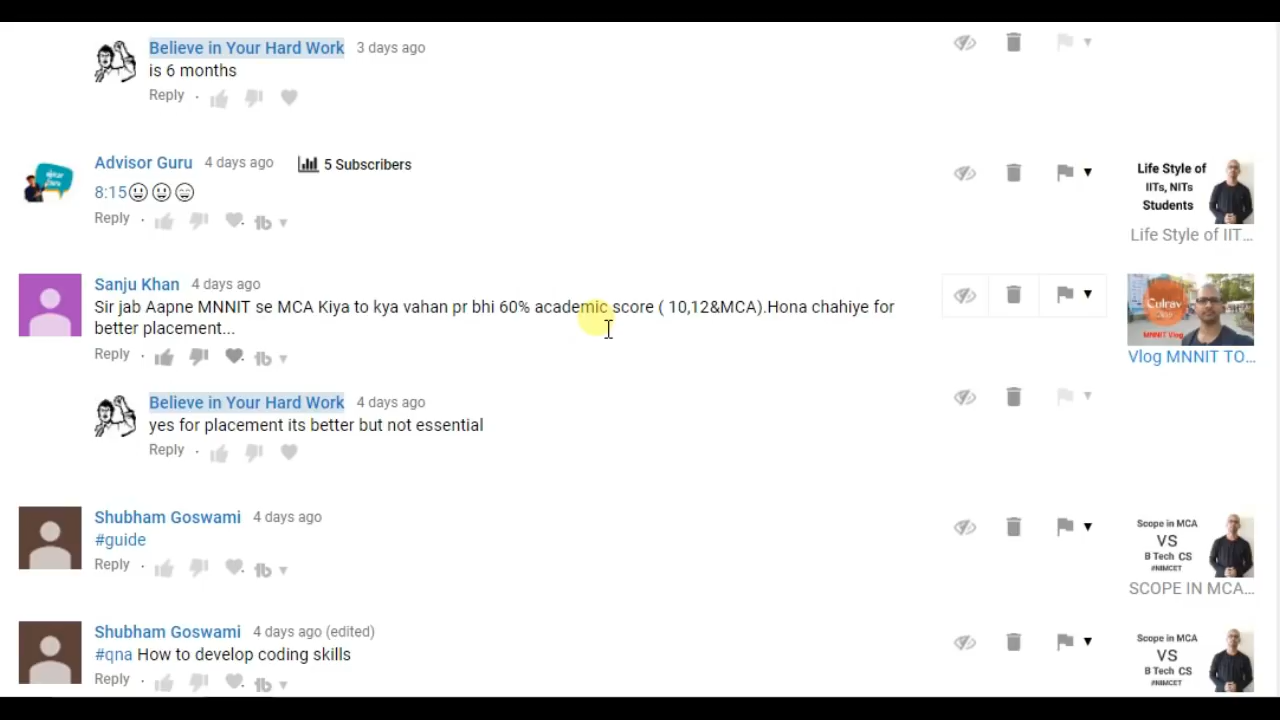 Believe in Your Hard Work 3 days ago
is 6 months
Reply
Advisor Guru 4 days ago 5 Subscribers
8:15
Reply
Life Style of
IITs, NITs
Students
Life Style of IIT...
Sanju Khan 4 days ago
Sir jab Aapne MNNIT se MCA Kiya to kya vahan pr bhi 60% academic score ( 10,12&MCA).Hona chahiye for
better placement...
Reply
MNNIT Vlog
Vlog MNNIT TO...
Believe in Your Hard Work 4 days ago
yes for placement its better but not essential
Reply
Shubham Goswami 4 days ago
#guide
Reply
Scope in MCA
VS
B Tech CS
#NIMCET
SCOPE IN MCA...
Shubham Goswami 4 days ago (edited)
#qna How to develop coding skills
Reply
Scope in MCA
VS
B Tech CS
#NIMCET